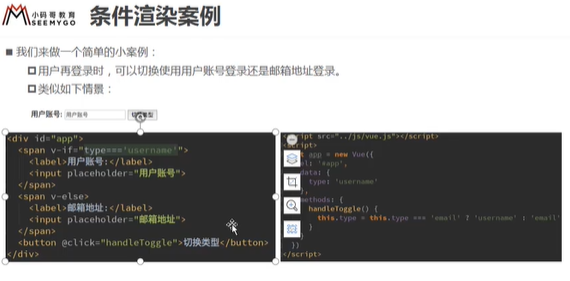 小码哥教育
SEEMYGO
条件渲染案例
我们来做一个简单的小案例：
用户再登录时，可以切换使用用户账号登录还是邮箱地址登录。
类似如下情景：
用户账号: 用户账号 切换类型
<div id="app">
<span v-if="type==='username'">
<label>用户账号:</label>
<input placeholder="用户账号">
</span>
<span v-else>
<label>邮箱地址:</label>
<input placeholder="邮箱地址">
</span>
<button @click="handleToggle">切换类型</button>
</div>
script src="../js/vue.js"></script>
script>
app = new Vue({
'#app',
data: {
type: 'username'
methods: {
handleToggle() {
this.type = this.type === 'email' ? 'username' : 'email'
}
}
})
</script>